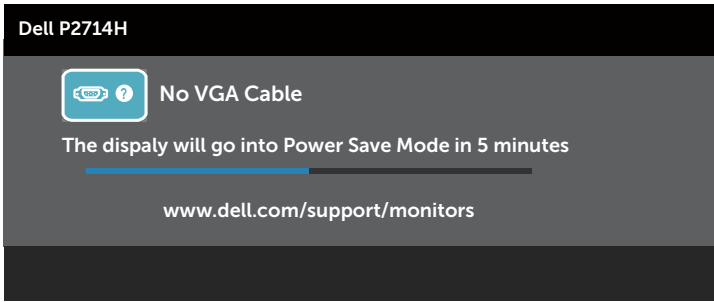 Dell P2714H
? No VGA Cable
The dispaly will go into Power Save Mode in 5 minutes
www.dell.com/support/monitors